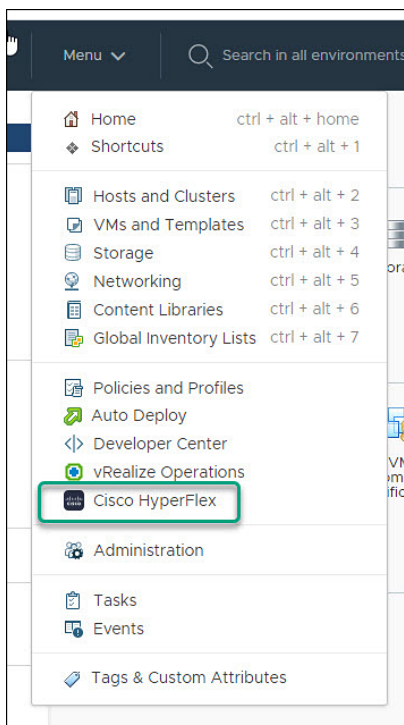 Menu
Search in all environments
Home ctrl + alt + home
Shortcuts ctrl + alt + 1
Hosts and Clusters ctrl + alt + 2
VMs and Templates ctrl + alt + 3
Storage ctrl + alt + 4
Networking ctrl + alt + 5
Content Libraries ctrl + alt + 6
Global Inventory Lists ctrl + alt + 7
Policies and Profiles
Auto Deploy
Developer Center
vRealize Operations
Cisco HyperFlex
Administration
Tasks
Events
Tags & Custom Attributes